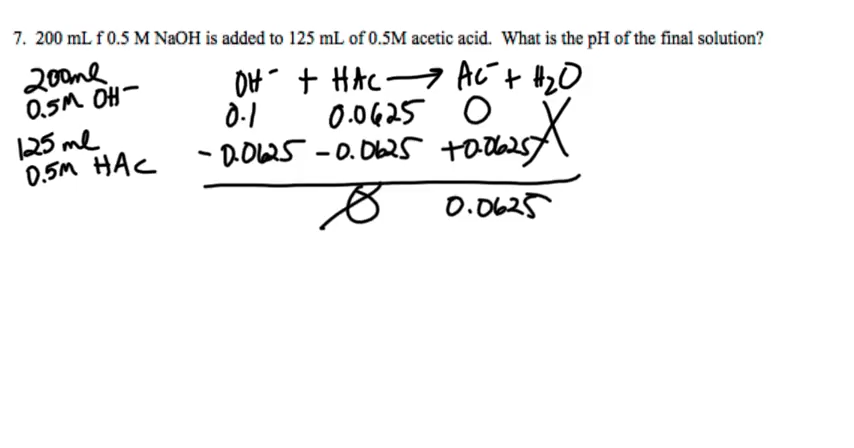 7. 200 mL f 0.5 M NaOH is added to 125 mL of 0.5M acetic acid. What is the pH of the final solution?
200ml
0.5M OH-
125 ml
0.5M HAC
OH- + HAC → AC- + H2O
0.1 0.0625 0 X
- 0.0625 - 0.0625 +0.0625
0 0.0625